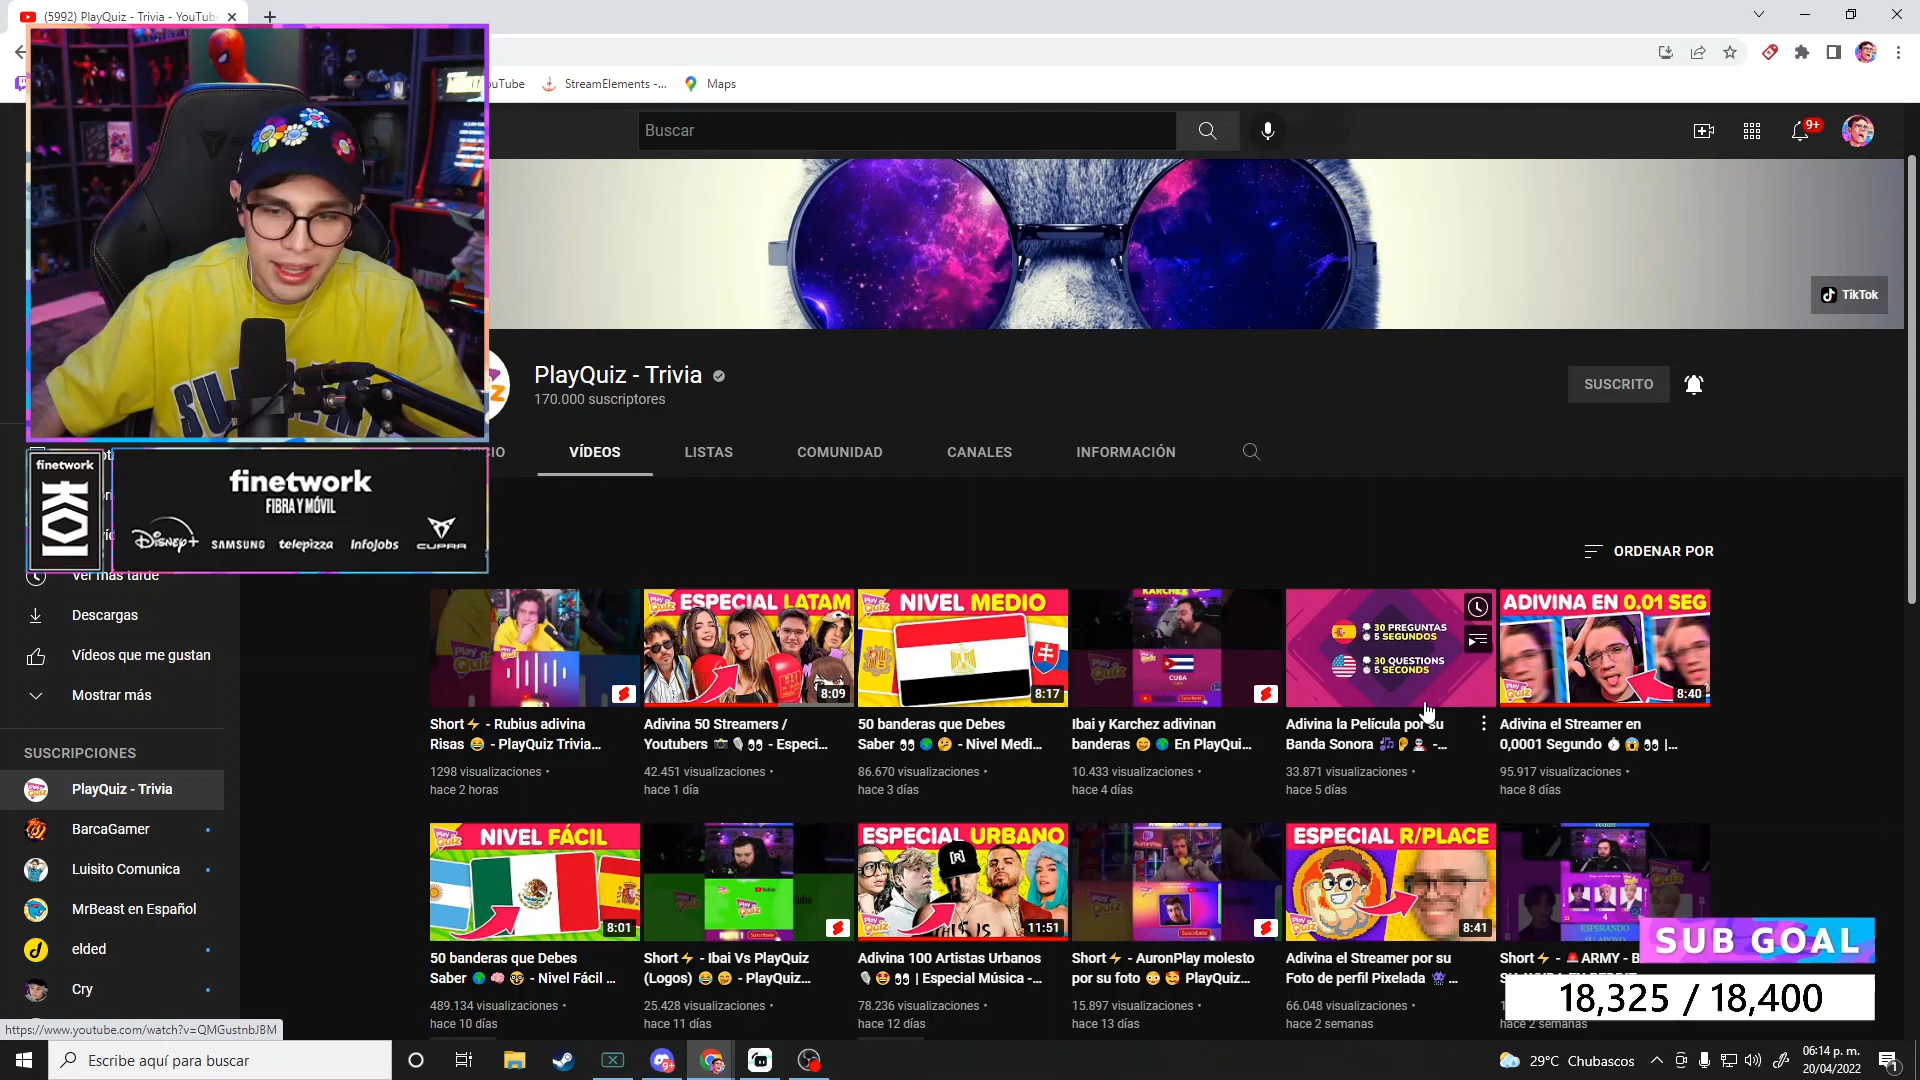 (5992) PlayQuiz - Trivia - YouTube
YouTube
StreamElements -...
Maps
Buscar
9+
TikTok
PlayQuiz - Trivia
170.000 suscriptores
SUSCRITO
VÍDEOS
LISTAS
COMUNIDAD
CANALES
INFORMACIÓN
finetwork
KOI
finetwork
FIBRA Y MÓVIL
Disney+
SAMSUNG
telepizza
InfoJobs
CUPRA
ORDENAR POR
Ver más tarde
Descargas
Vídeos que me gustan
Mostrar más
SUSCRIPCIONES
PlayQuiz - Trivia
BarcaGamer
Luisito Comunica
MrBeast en Español
elded
Cry
Short⚡ - Rubius adivina
Risas 😂 - PlayQuiz Trivia...
1298 visualizaciones •
hace 2 horas
ESPECIAL LATAM
8:09
Adivina 50 Streamers /
Youtubers 📸 🎙️👀 - Especi...
42.451 visualizaciones •
hace 1 día
NIVEL MEDIO
8:17
50 banderas que Debes
Saber 👀 🌍 🤔 - Nivel Medi...
86.670 visualizaciones •
hace 3 días
KARCHEZ
CUBA
Ibai y Karchez adivinan
banderas 😊 🌍 En PlayQui...
10.433 visualizaciones •
hace 4 días
30 PREGUNTAS
5 SEGUNDOS
30 QUESTIONS
5 SECONDS
Adivina la Película por su
Banda Sonora 🎶👂 -...
33.871 visualizaciones •
hace 5 días
ADIVINA EN 0.01 SEG
8:40
Adivina el Streamer en
0,0001 Segundo ⏱️ 😱 👀 |...
95.917 visualizaciones •
hace 8 días
NIVEL FÁCIL
8:01
50 banderas que Debes
Saber 🌍 🧠 🤓 - Nivel Fácil ...
489.134 visualizaciones •
hace 10 días
Short⚡ - Ibai Vs PlayQuiz
(Logos) 😂 😊 - PlayQuiz...
25.428 visualizaciones •
hace 11 días
ESPECIAL URBANO
11:51
Adivina 100 Artistas Urbanos
🎙️🤩 👀 | Especial Música -...
78.236 visualizaciones •
hace 12 días
Short⚡ - AuronPlay molesto
por su foto 😳 🥰 PlayQuiz...
15.897 visualizaciones •
hace 13 días
ESPECIAL R/PLACE
8:41
Adivina el Streamer por su
Foto de perfil Pixelada 👾 ...
66.048 visualizaciones •
hace 2 semanas
4
ESPERANDO
Short⚡ - 🚨ARMY - B
hace 2 semanas
SUB GOAL
18,325 / 18,400
https://www.youtube.com/watch?v=QMGustnbJBM
Escribe aquí para buscar
29°C Chubascos
06:14 p. m.
20/04/2022
1